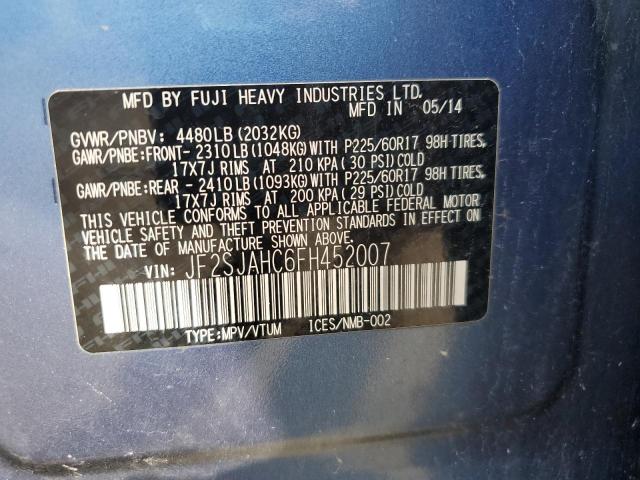 MFD BY FUJI HEAVY INDUSTRIES LTD.
MFD IN 05/14
GVWR/PNBV: 4480LB(2032KG)
GAWR/PNBE:FRONT- 2310LB(1048KG)WITH P225/60R17 98H TIRES,
17X7J RIMS AT 210 KPA(30 PSI)COLD
GAWR/PNBE:REAR - 2410LB(1093KG)WITH P225/60R17 98H TIRES,
17X7J RIMS AT 200 KPA(29 PSI)COLD
THIS VEHICLE CONFORMS TO ALL APPLICABLE FEDERAL MOTOR
VEHICLE SAFETY AND THEFT PREVENTION STANDARDS IN EFFECT ON
THE DATE OF MANUFACTURE SHOWN ABOVE.
VIN: JF2SJAHC6FH452007
TYPE:MPV/VTUM ICES/NMB-002